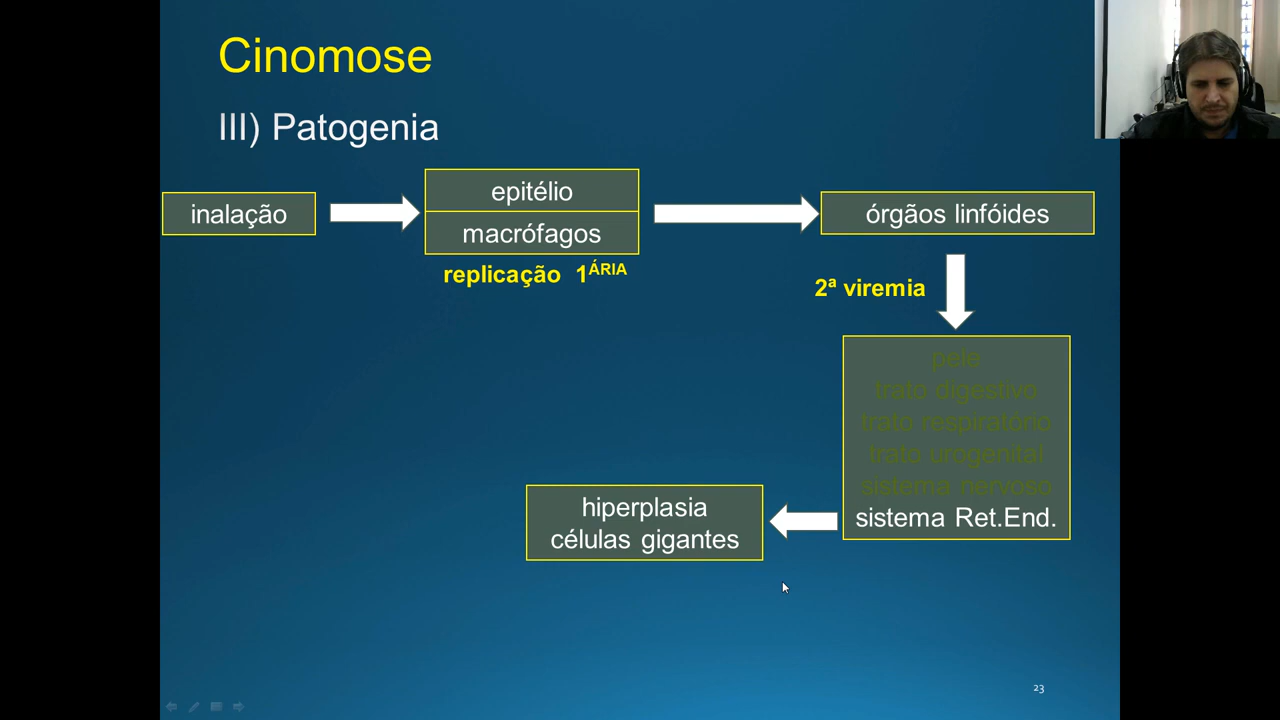 Cinomose
III) Patogenia
inalação
epitélio
macrófagos
replicação 1ÁRIA
órgãos linfóides
2ª viremia
pele
trato digestivo
trato respiratório
trato urogenital
sistema nervoso
sistema Ret.End.
hiperplasia
células gigantes
23